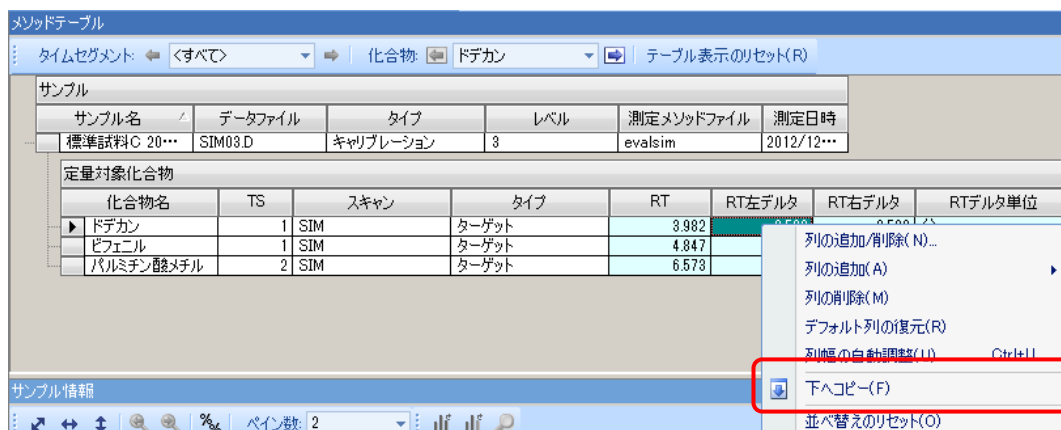 メソッドテーブル
タイムセグメント: <すべて> 化合物: ドデカン テーブル表示のリセット(R)
サンプル
サンプル名 データファイル タイプ レベル 測定メソッドファイル 測定日時
標準試料C 20… SIM03.D キャリブレーション 3 evalsim 2012/12…
定量対象化合物
化合物名 TS スキャン タイプ RT RT左デルタ RT右デルタ RTデルタ単位
ドデカン 1 SIM ターゲット 3.982
ビフェニル 1 SIM ターゲット 4.847
パルミチン酸メチル 2 SIM ターゲット 6.573
列の追加/削除(N)...
列の追加(A)
列の削除(M)
デフォルト列の復元(R)
列幅の自動調整(U) Ctrl+U
下へコピー(F)
並べ替えのリセット(O)
サンプル情報
ペイン数: 2